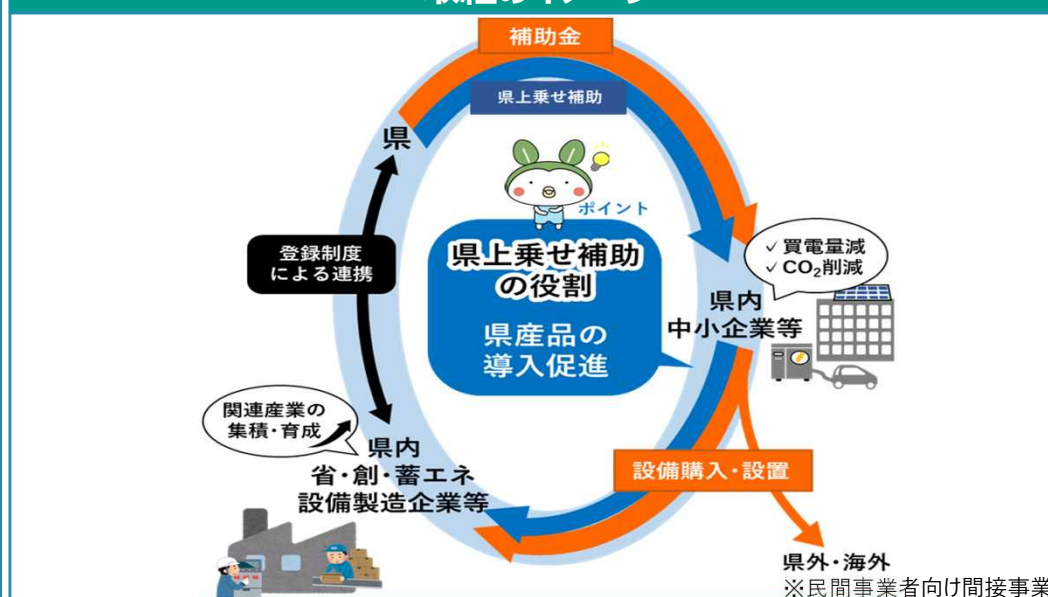 補助金
県上乗せ補助
県
ポイント
県上乗せ補助
の役割
県産品の
導入促進
登録制度
による連携
✓買電量減
✓CO₂削減
県内
中小企業等
関連産業の
集積・育成
県内
省・創・蓄エネ
設備製造企業等
設備購入・設置
県外・海外
※民間事業者向け間接事業